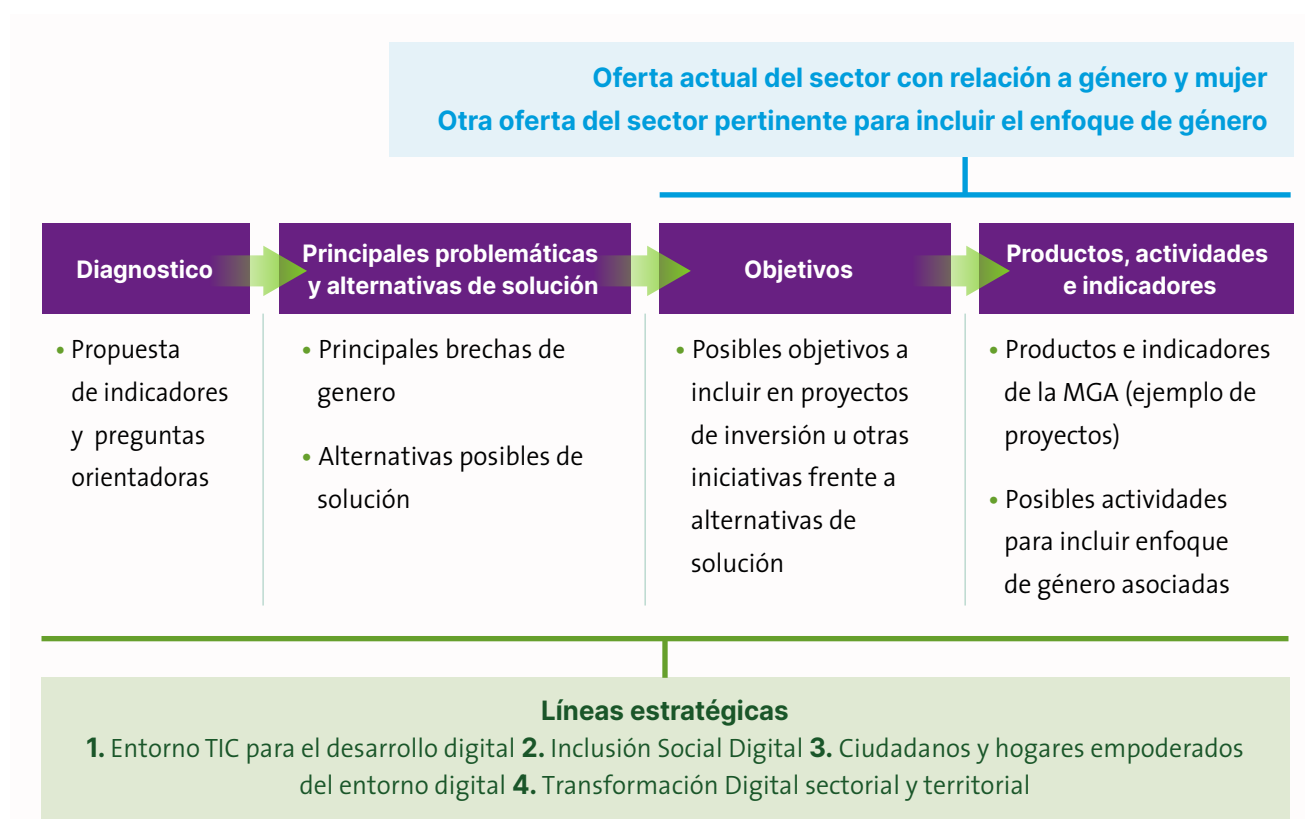 Oferta actual del sector con relación a género y mujer
Otra oferta del sector pertinente para incluir el enfoque de género
Diagnostico
Principales problemáticas
y alternativas de solución
Objetivos
Productos, actividades
e indicadores
• Propuesta
de indicadores
y preguntas
orientadoras
• Principales brechas de
genero
• Alternativas posibles de
solución
• Posibles objetivos a
incluir en proyectos
de inversión u otras
iniciativas frente a
alternativas de
solución
• Productos e indicadores
de la MGA (ejemplo de
proyectos)
• Posibles actividades
para incluir enfoque
de género asociadas
Líneas estratégicas
1. Entorno TIC para el desarrollo digital 2. Inclusión Social Digital 3. Ciudadanos y hogares empoderados
del entorno digital 4. Transformación Digital sectorial y territorial